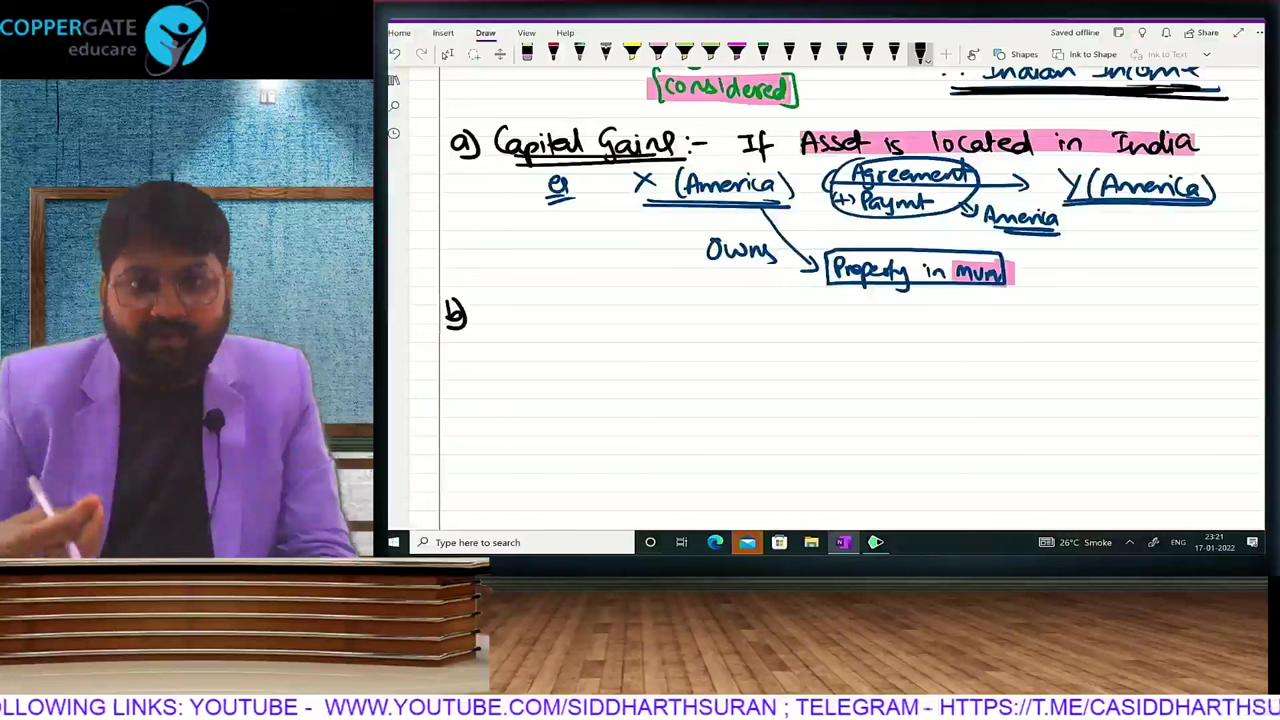 COPPERGATE
educare
Home Insert Draw View Help
Saved offline Share
Shapes Ink to Shape Ink to Text
[considered]
∴ Indian Income
a) Capital Gains :- If Asset is located in India
eg X (America) Agreement Y (America)
(+) Paymt America
Owns
Property in mum
b)
Type here to search
26°C Smoke ENG 23:21
17-01-2022
OLLOWING LINKS: YOUTUBE - WWW.YOUTUBE.COM/SIDDHARTHSURAN ; TELEGRAM - HTTPS://T.ME/CASIDDHARTHSU